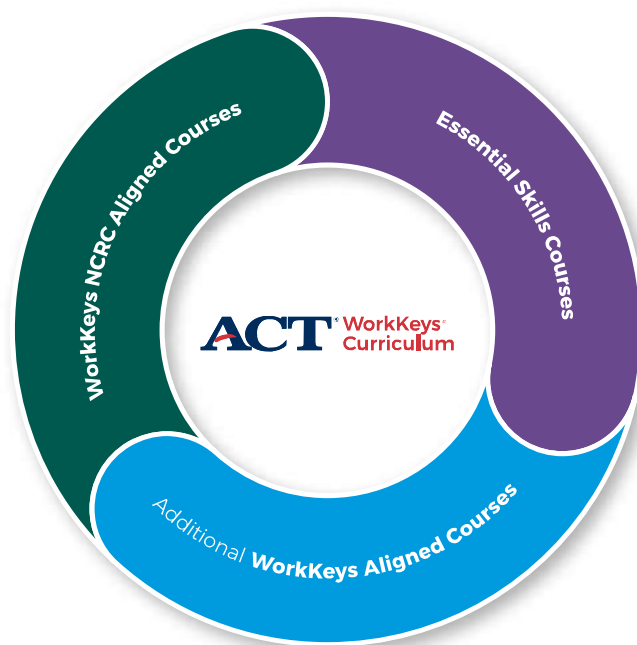 WorkKeys NCRC Aligned Courses
Essential Skills Courses
ACT® WorkKeys®
Curriculum
Additional WorkKeys Aligned Courses